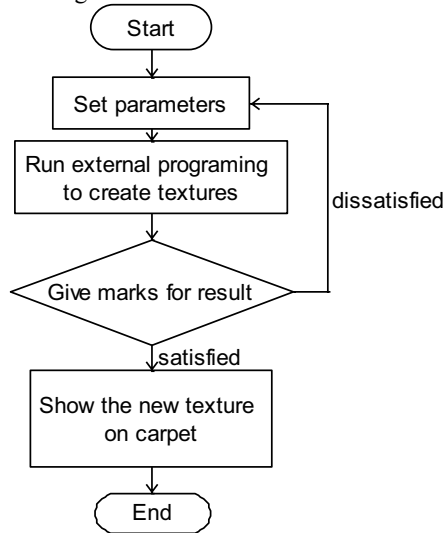 Start
Set parameters
Run external programing
to create textures
dissatisfied
Give marks for result
satisfied
Show the new texture
on carpet
End